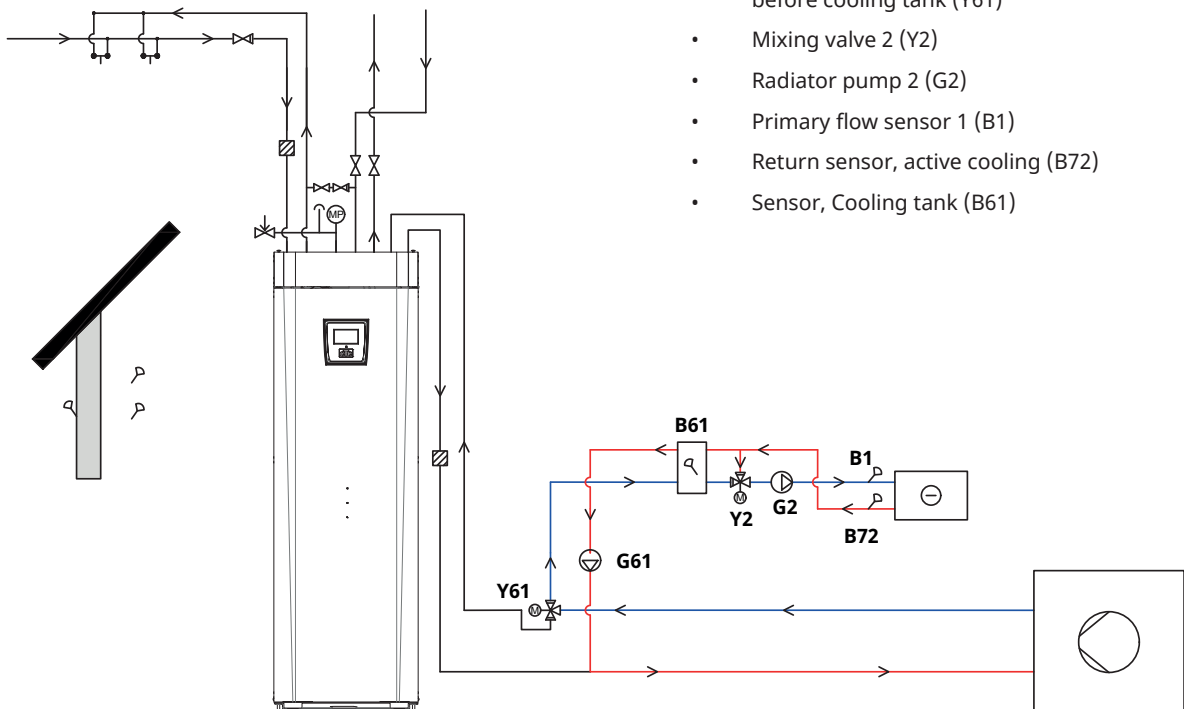 before cooling tank (Y61)
• Mixing valve 2 (Y2)
• Radiator pump 2 (G2)
• Primary flow sensor 1 (B1)
• Return sensor, active cooling (B72)
• Sensor, Cooling tank (B61)
MP
B61
B1
M
Y2
G2
B72
G61
Y61
M